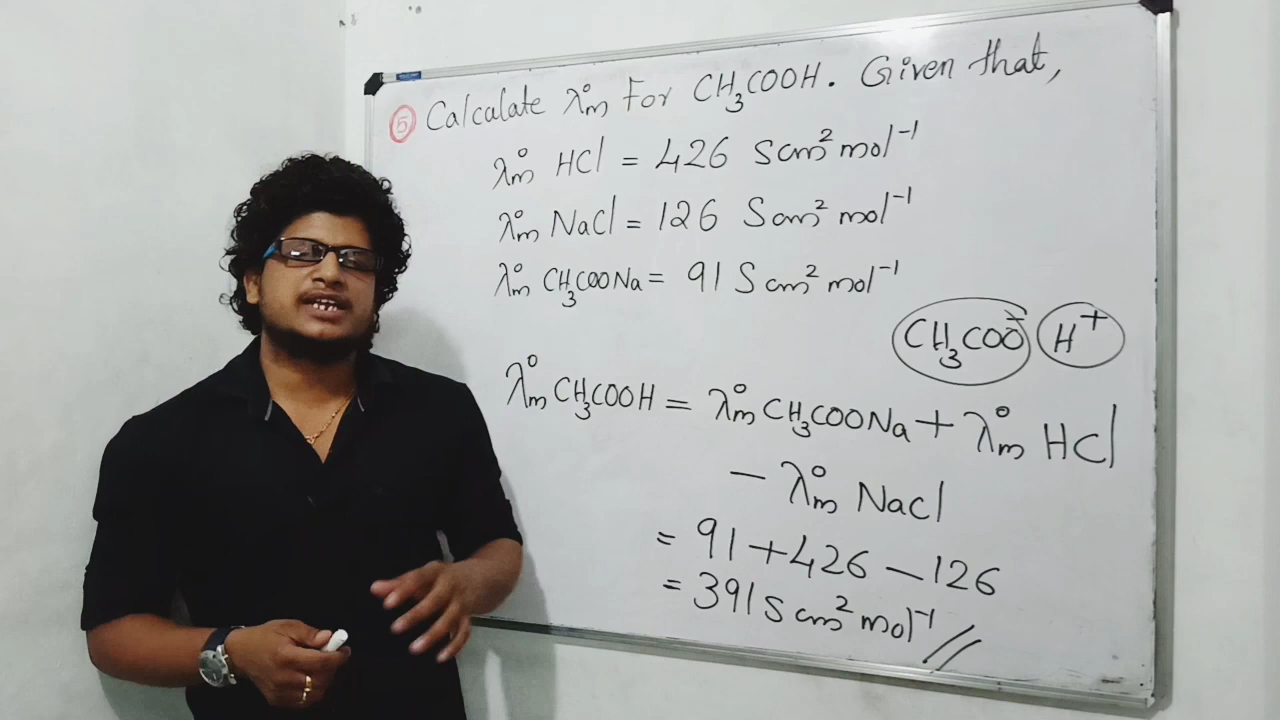 5 Calculate λ°m For CH₃COOH. Given that,
λ°m HCl = 426 S cm² mol⁻¹
λ°m NaCl = 126 S cm² mol⁻¹
λ°m CH₃COONa = 91 S cm² mol⁻¹
CH₃COO⁻ H⁺
λ°m CH₃COOH = λ°m CH₃COONa + λ°m HCl
− λ°m NaCl
= 91 + 426 − 126
= 391 S cm² mol⁻¹ //